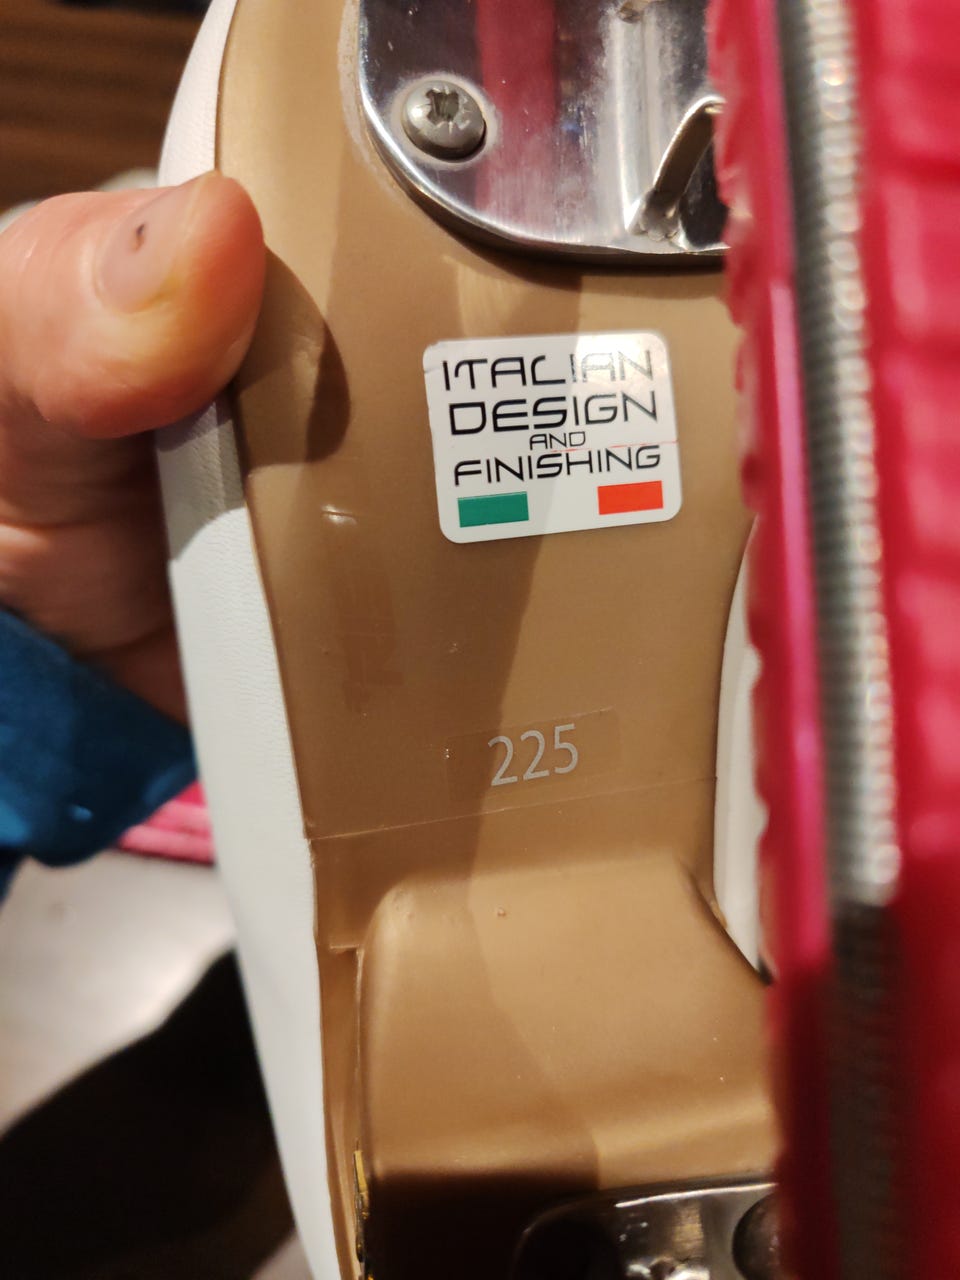 ITALIAN
DESIGN
AND
FINISHING
225